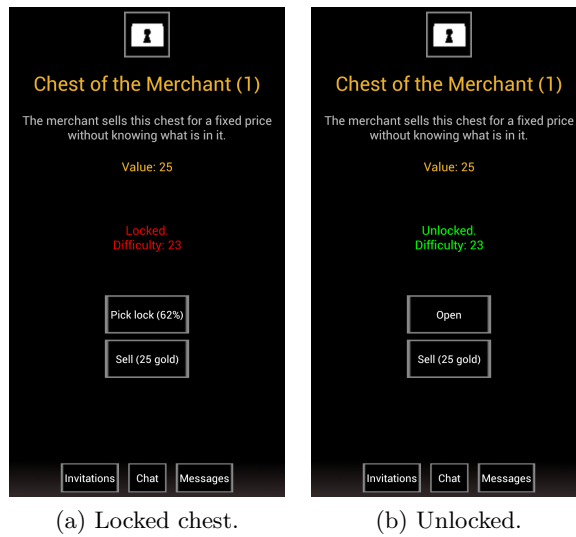 Chest of the Merchant (1)
The merchant sells this chest for a fixed price
without knowing what is in it.
Value: 25
Locked.
Difficulty: 23
Pick lock (62%)
Sell (25 gold)
Invitations
Chat
Messages
(a) Locked chest.
Chest of the Merchant (1)
The merchant sells this chest for a fixed price
without knowing what is in it.
Value: 25
Unlocked.
Difficulty: 23
Open
Sell (25 gold)
Invitations
Chat
Messages
(b) Unlocked.